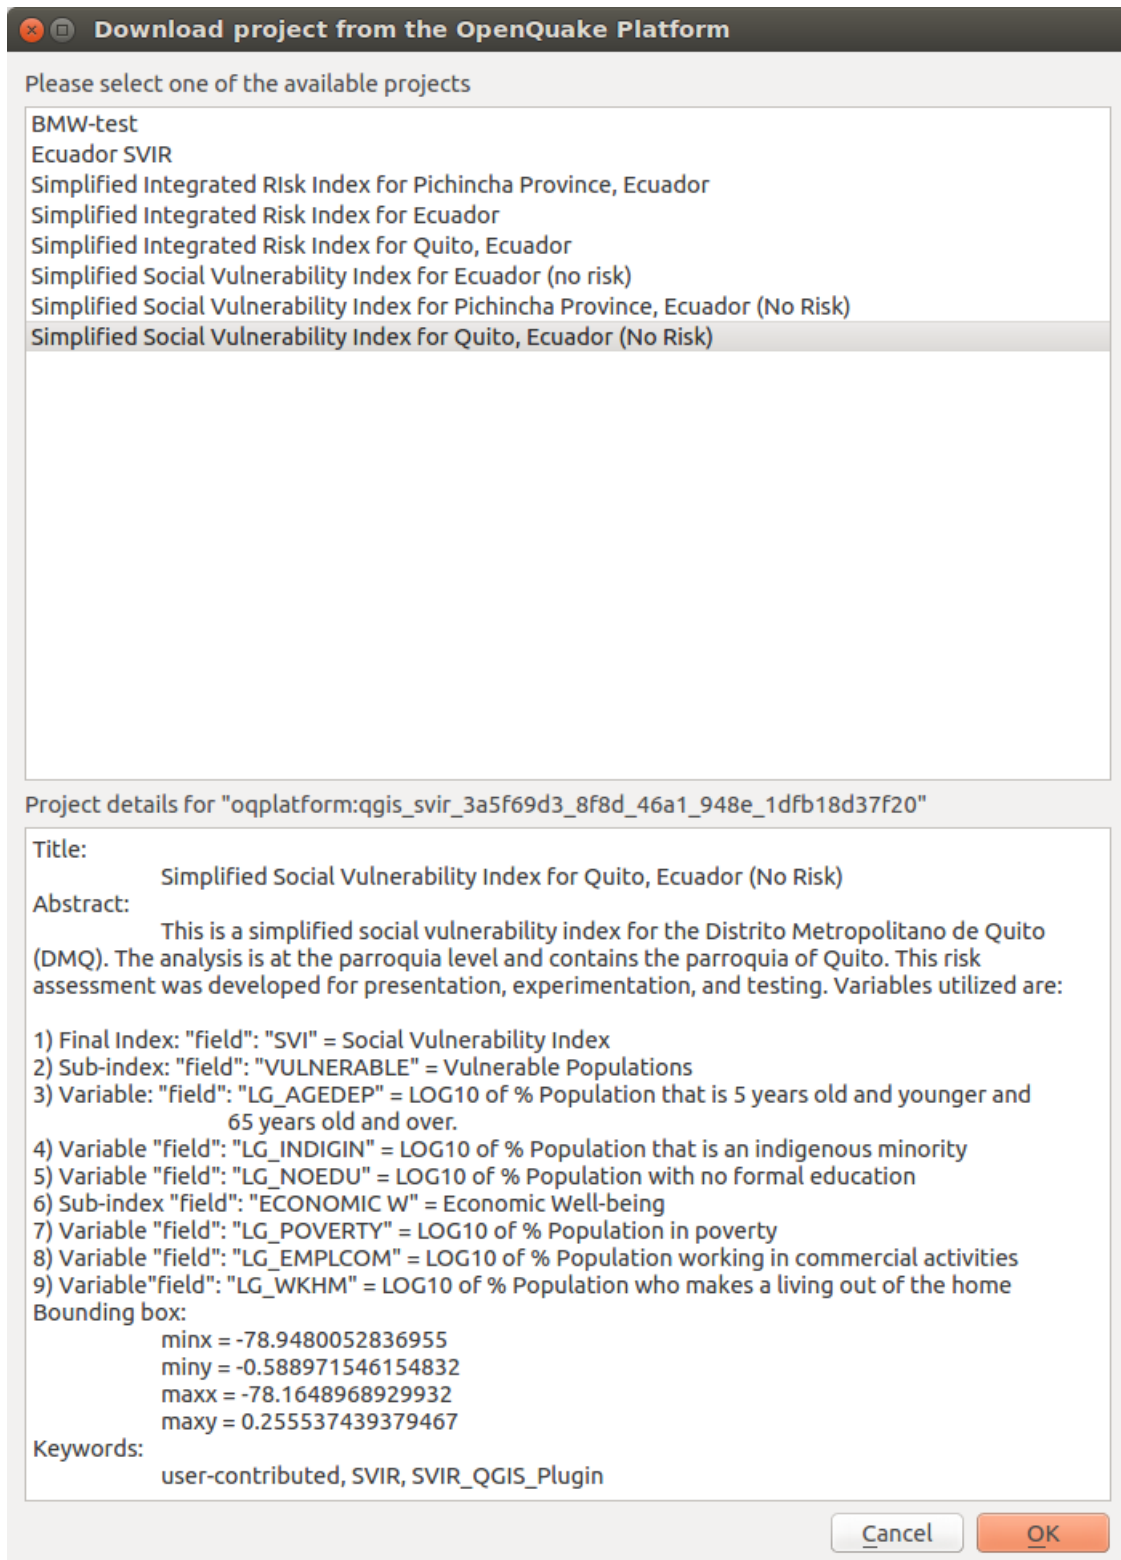 Download project from the OpenQuake Platform
Please select one of the available projects
BMW-test
Ecuador SVIR
Simplified Integrated RIsk Index for Pichincha Province, Ecuador
Simplified Integrated Risk Index for Ecuador
Simplified Integrated Risk Index for Quito, Ecuador
Simplified Social Vulnerability Index for Ecuador (no risk)
Simplified Social Vulnerability Index for Pichincha Province, Ecuador (No Risk)
Simplified Social Vulnerability Index for Quito, Ecuador (No Risk)
Project details for "oqplatform:qgis_svir_3a5f69d3_8f8d_46a1_948e_1dfb18d37f20"
Title:
Simplified Social Vulnerability Index for Quito, Ecuador (No Risk)
Abstract:
This is a simplified social vulnerability index for the Distrito Metropolitano de Quito
(DMQ). The analysis is at the parroquia level and contains the parroquia of Quito. This risk
assessment was developed for presentation, experimentation, and testing. Variables utilized are:
1) Final Index: "field": "SVI" = Social Vulnerability Index
2) Sub-index: "field": "VULNERABLE" = Vulnerable Populations
3) Variable: "field": "LG_AGEDEP" = LOG10 of % Population that is 5 years old and younger and
65 years old and over.
4) Variable "field": "LG_INDIGIN" = LOG10 of % Population that is an indigenous minority
5) Variable "field": "LG_NOEDU" = LOG10 of % Population with no formal education
6) Sub-index "field": "ECONOMIC W" = Economic Well-being
7) Variable "field": "LG_POVERTY" = LOG10 of % Population in poverty
8) Variable "field": "LG_EMPLCOM" = LOG10 of % Population working in commercial activities
9) Variable"field": "LG_WKHM" = LOG10 of % Population who makes a living out of the home
Bounding box:
minx = -78.9480052836955
miny = -0.588971546154832
maxx = -78.1648968929932
maxy = 0.255537439379467
Keywords:
user-contributed, SVIR, SVIR_QGIS_Plugin
Cancel OK